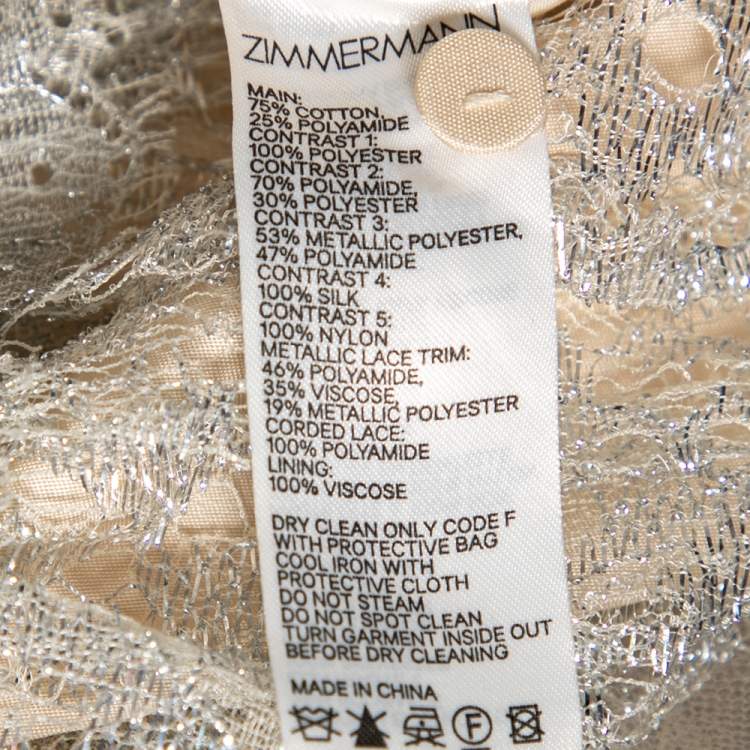 ZIMMERMANN
MAIN:
75% COTTON,
25% POLYAMIDE
CONTRAST 1:
100% POLYESTER
CONTRAST 2:
70% POLYAMIDE,
30% POLYESTER
CONTRAST 3:
53% METALLIC POLYESTER,
47% POLYAMIDE
CONTRAST 4:
100% SILK
CONTRAST 5:
100% NYLON
METALLIC LACE TRIM:
46% POLYAMIDE,
35% VISCOSE,
19% METALLIC POLYESTER
CORDED LACE:
100% POLYAMIDE
LINING:
100% VISCOSE
DRY CLEAN ONLY CODE F
WITH PROTECTIVE BAG
COOL IRON WITH
PROTECTIVE CLOTH
DO NOT STEAM
DO NOT SPOT CLEAN
TURN GARMENT INSIDE OUT
BEFORE DRY CLEANING
MADE IN CHINA
F